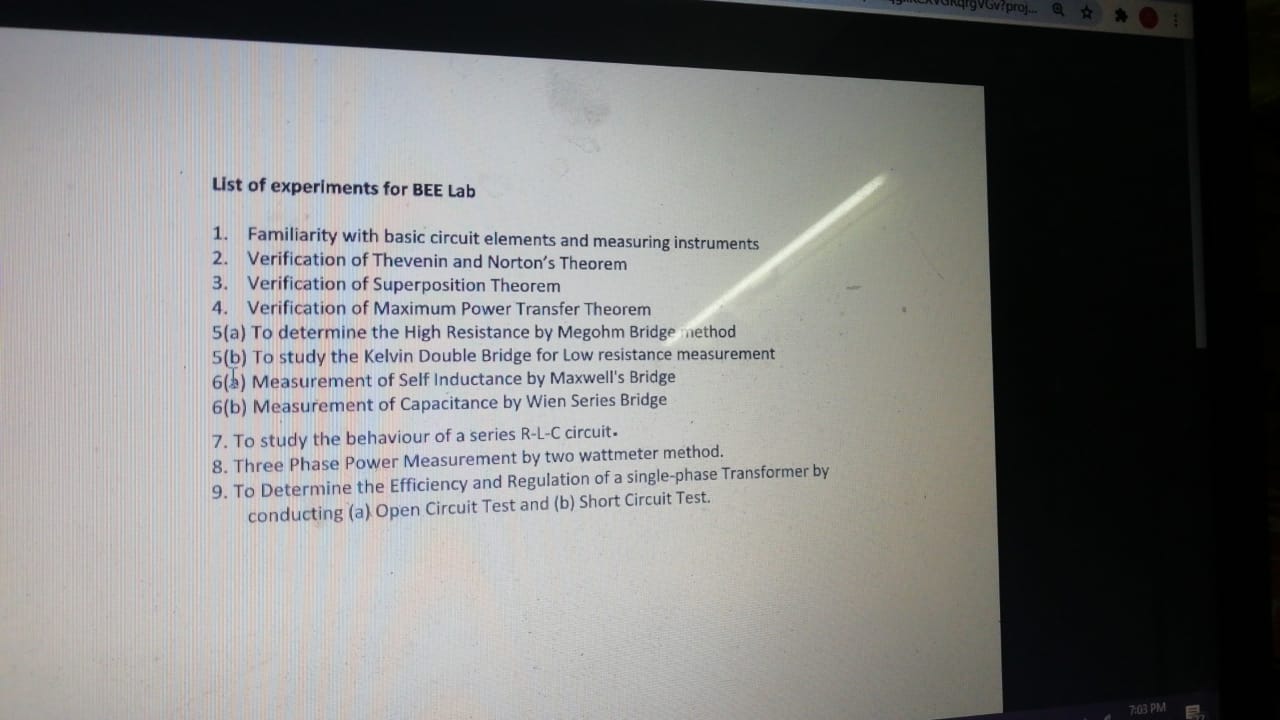 List of experiments for BEE Lab
1. Familiarity with basic circuit elements and measuring instruments
2. Verification of Thevenin and Norton's Theorem
3. Verification of Superposition Theorem
4. Verification of Maximum Power Transfer Theorem
5(a) To determine the High Resistance by Megohm Bridge method
5(b) To study the Kelvin Double Bridge for Low resistance measurement
6(a) Measurement of Self Inductance by Maxwell's Bridge
6(b) Measurement of Capacitance by Wien Series Bridge
7. To study the behaviour of a series R-L-C circuit.
8. Three Phase Power Measurement by two wattmeter method.
9. To Determine the Efficiency and Regulation of a single-phase Transformer by
conducting (a) Open Circuit Test and (b) Short Circuit Test.
7:03 PM